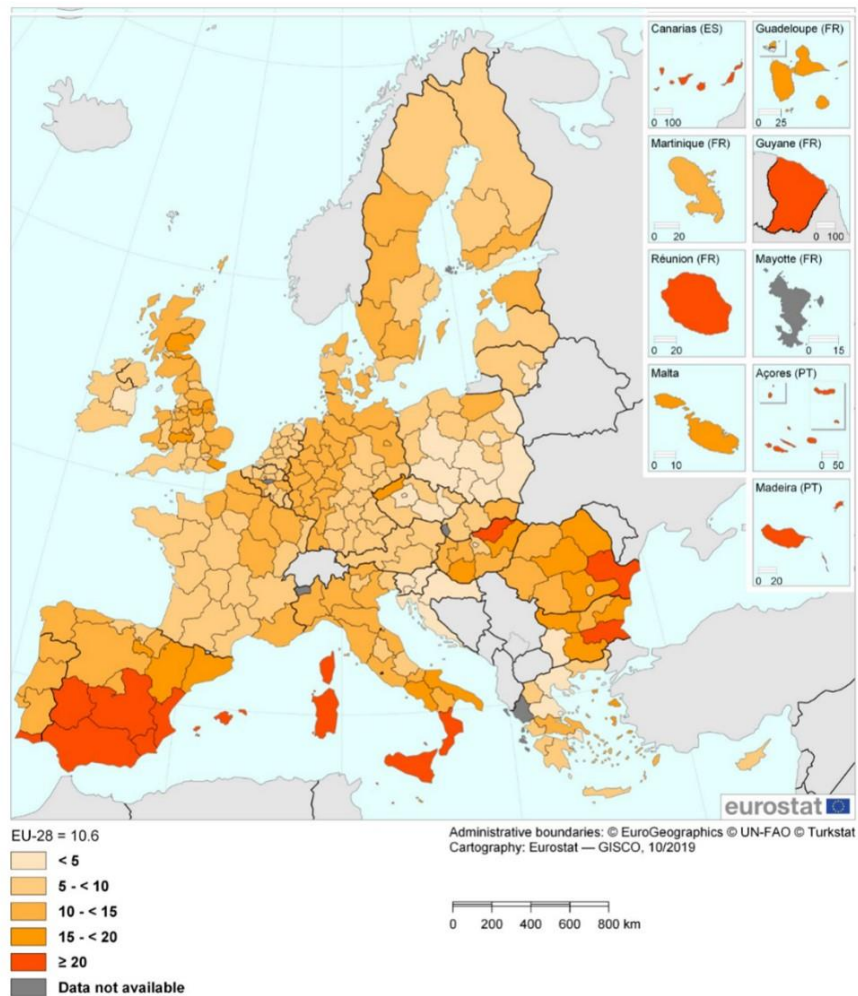 Canarias (ES)
0 100
Guadeloupe (FR)
0 25
Martinique (FR)
0 20
Guyane (FR)
0 100
Réunion (FR)
0 20
Mayotte (FR)
0 15
Malta
0 10
Açores (PT)
0 50
Madeira (PT)
0 20
eurostat
EU-28 = 10.6
Administrative boundaries: © EuroGeographics © UN-FAO © Turkstat
Cartography: Eurostat — GISCO, 10/2019
< 5
5 - < 10
10 - < 15
15 - < 20
≥ 20
Data not available
0 200 400 600 800 km